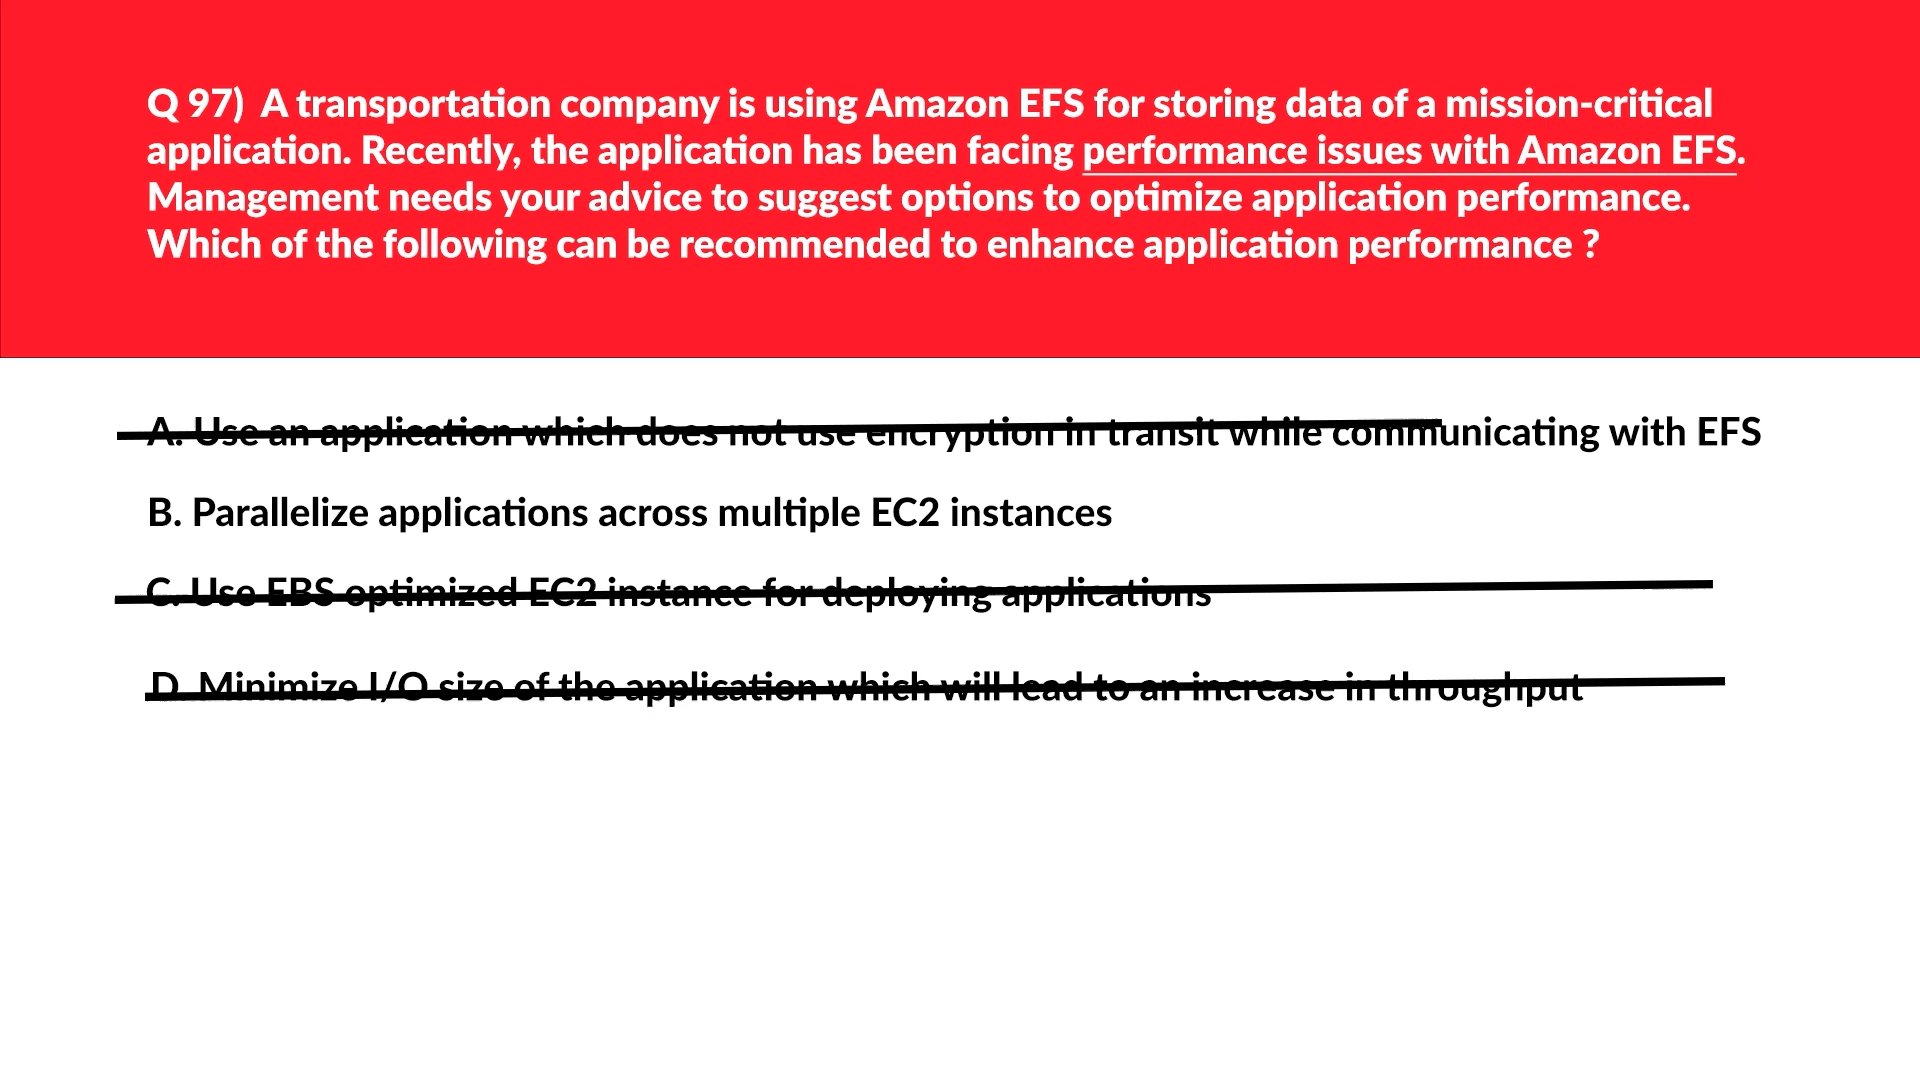 Q 97) A transportation company is using Amazon EFS for storing data of a mission-critical
application. Recently, the application has been facing performance issues with Amazon EFS.
Management needs your advice to suggest options to optimize application performance.
Which of the following can be recommended to enhance application performance ?
A. Use an application which does not use encryption in transit while communicating with EFS
B. Parallelize applications across multiple EC2 instances
C. Use EBS optimized EC2 instance for deploying applications
D. Minimize I/O size of the application which will lead to an increase in throughput